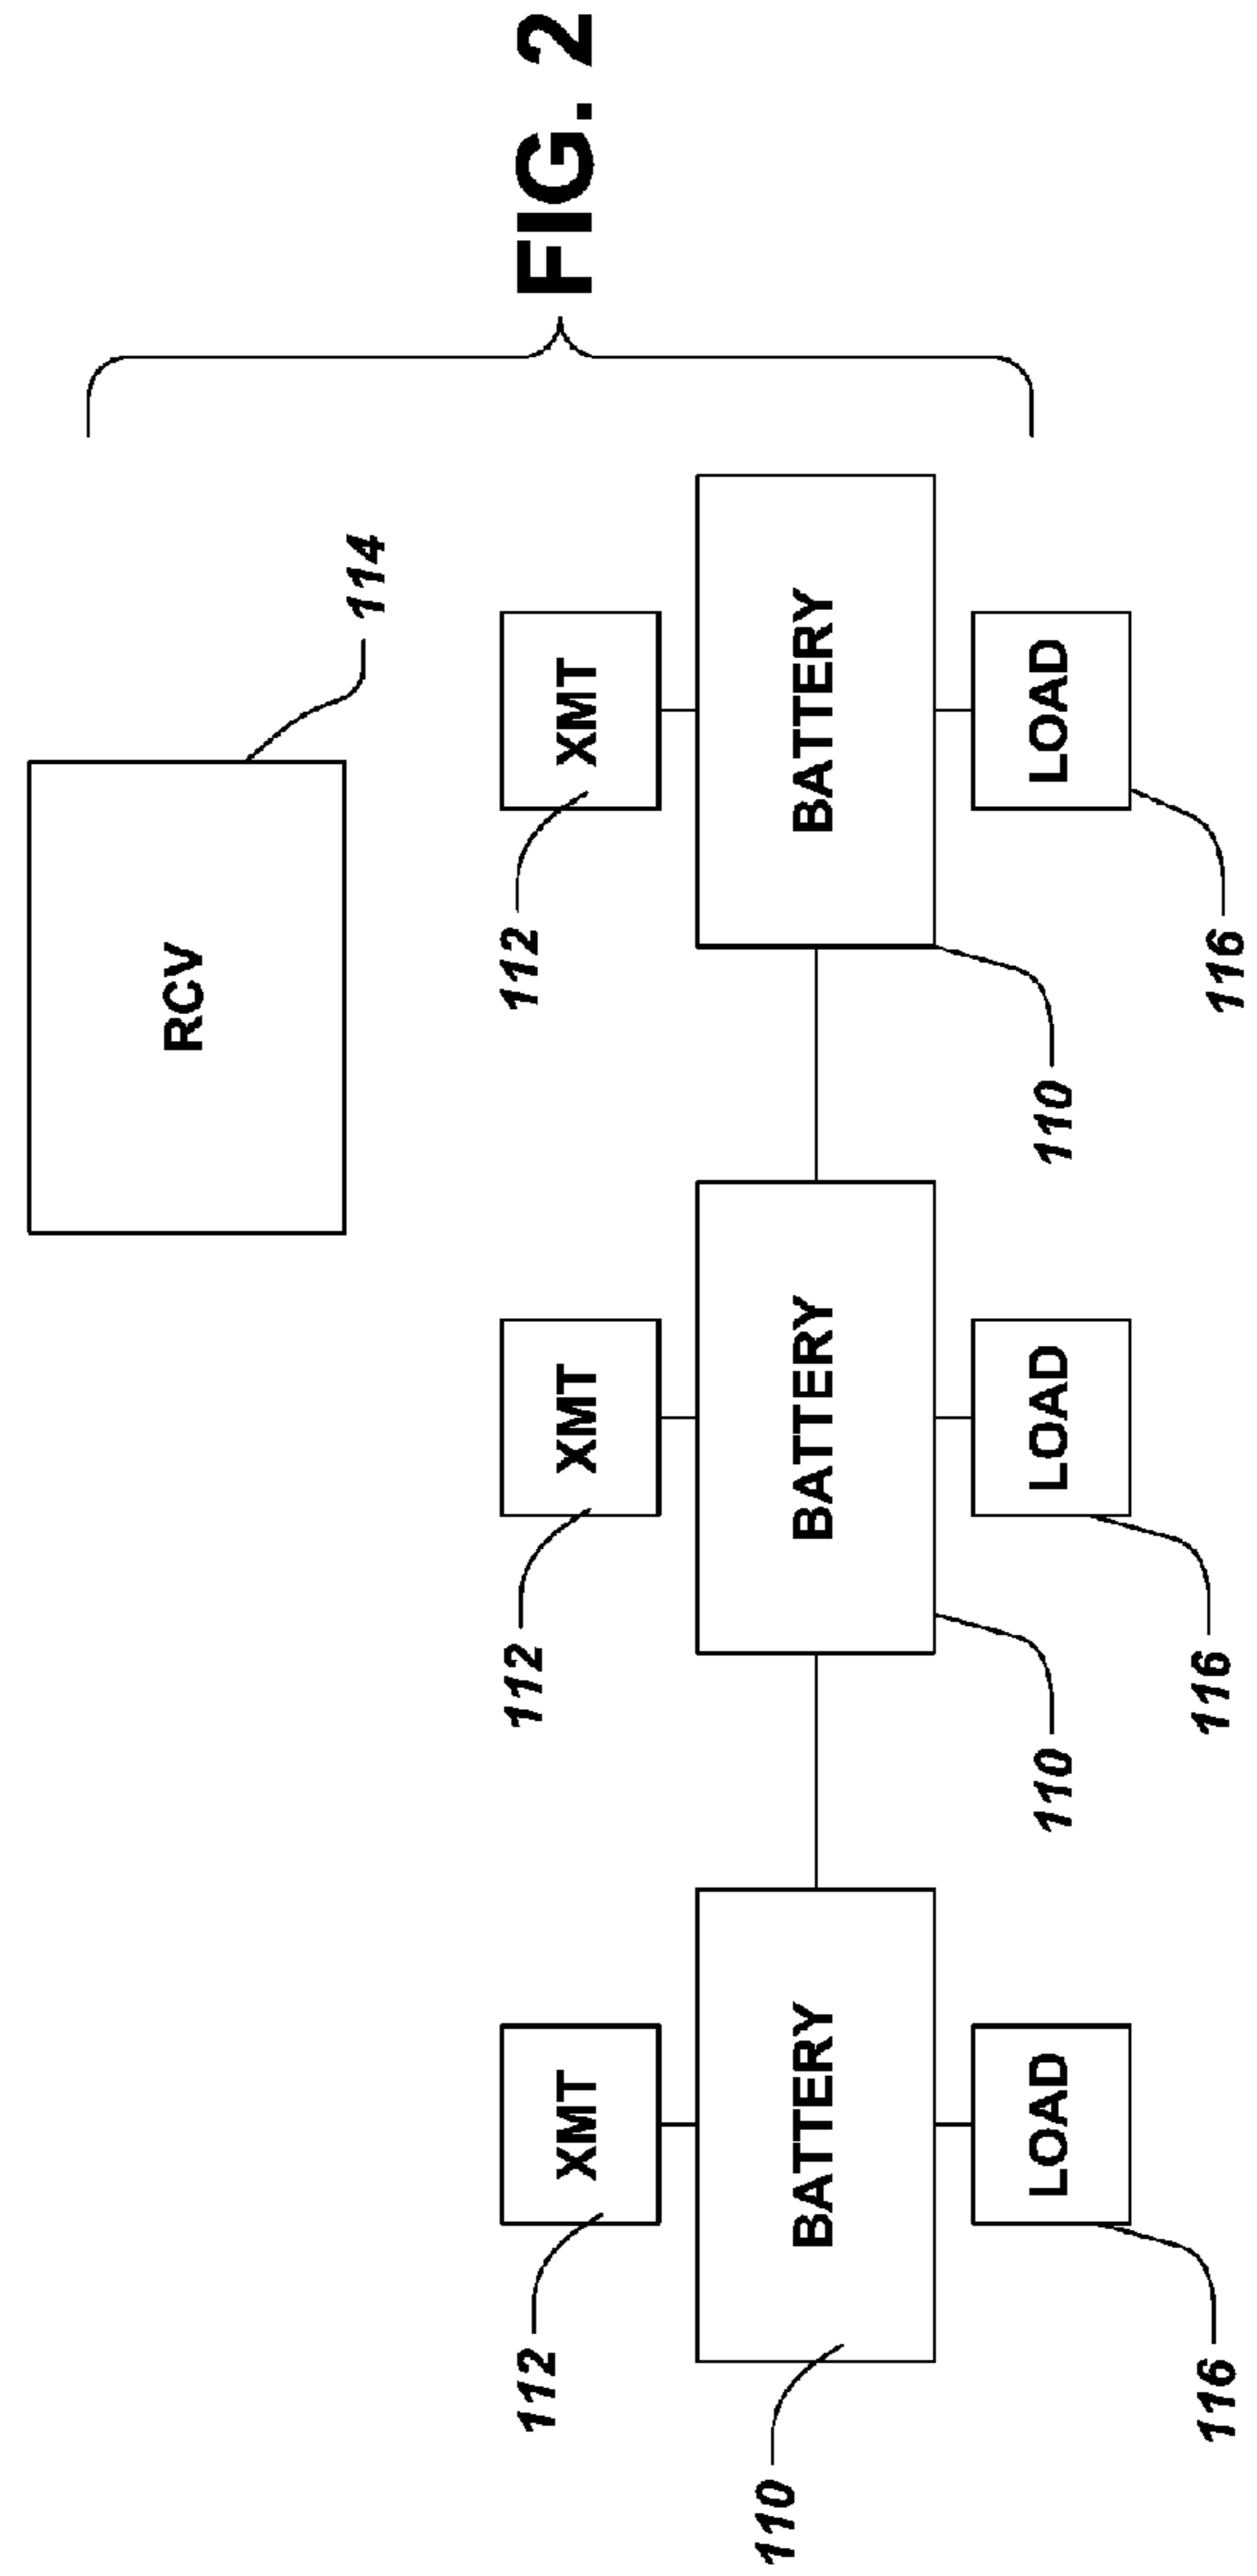 RCV
114
112
XMT
112
XMT
112
XMT
110
BATTERY
BATTERY
BATTERY
LOAD
110
LOAD
110
LOAD
116
116
116
FIG. 2